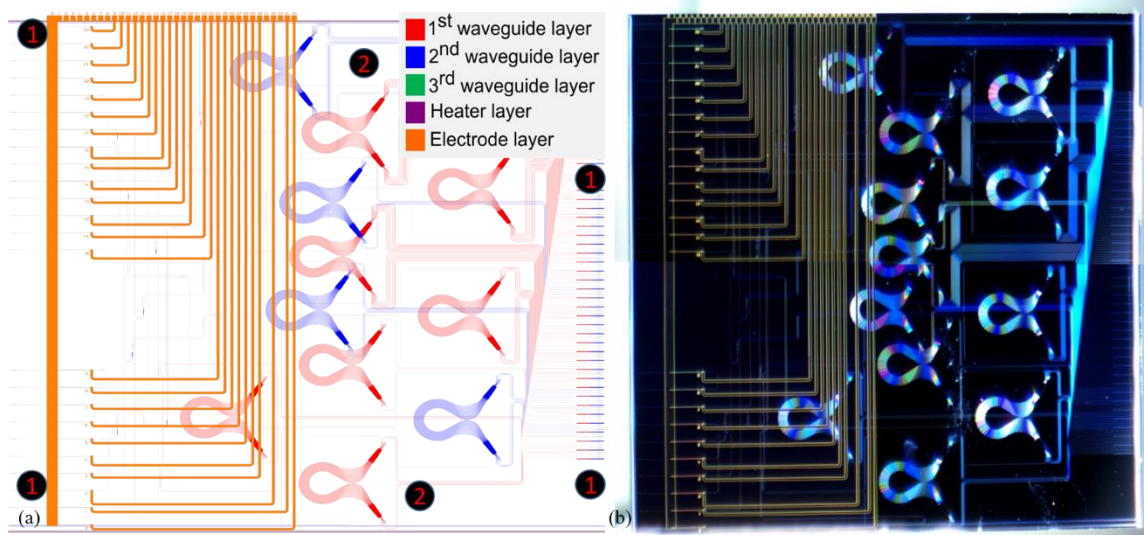 1
2
1st waveguide layer
2nd waveguide layer
3rd waveguide layer
Heater layer
Electrode layer
1
1
2
1
(a)
(b)